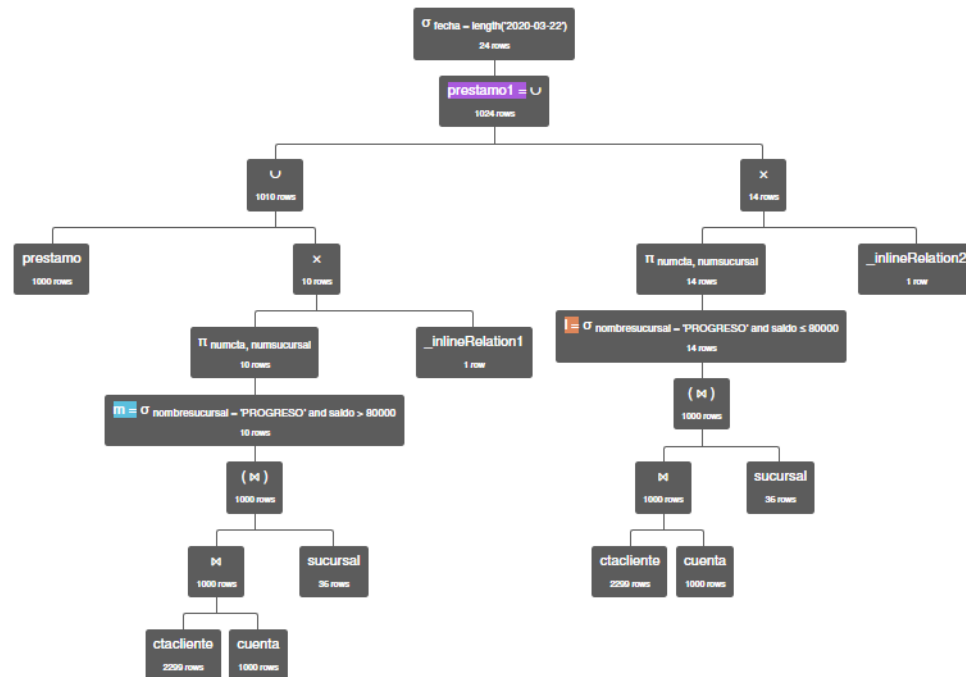 σ fecha = length('2020-03-22')
24 rows
prestamo1 = ∪
1024 rows
∪
1010 rows
×
14 rows
prestamo
1000 rows
×
10 rows
π numcta, numsucursal
14 rows
_inlineRelation2
1 row
π numcta, numsucursal
10 rows
_inlineRelation1
1 row
l = σ nombresucursal = 'PROGRESO' and saldo ≤ 80000
14 rows
m = σ nombresucursal = 'PROGRESO' and saldo > 80000
10 rows
( ⋈ )
1000 rows
( ⋈ )
1000 rows
⋈
1000 rows
sucursal
36 rows
⋈
1000 rows
sucursal
36 rows
ctacliente
2299 rows
cuenta
1000 rows
ctacliente
2299 rows
cuenta
1000 rows